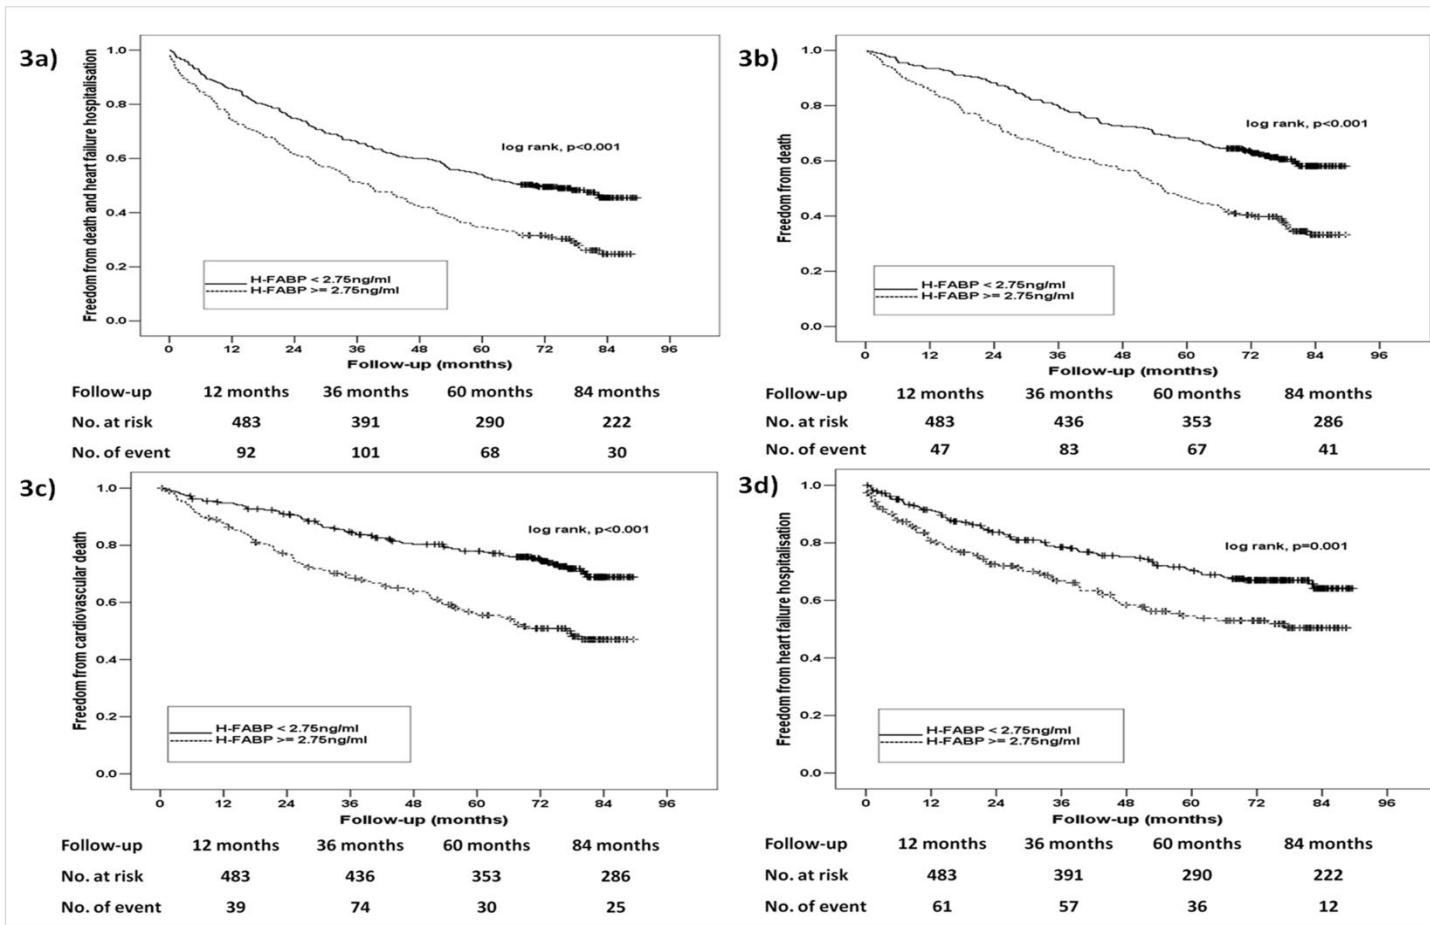 3a)
Freedom from death and heart failure hospitalisation
1.0
0.8
0.6
0.4
0.2
0.0
log rank, p<0.001
H-FABP < 2.75ng/ml
H-FABP >= 2.75ng/ml
0 12 24 36 48 60 72 84 96
Follow-up (months)
Follow-up 12 months 36 months 60 months 84 months
No. at risk 483 391 290 222
No. of event 92 101 68 30
3b)
Freedom from death
1.0
0.8
0.6
0.4
0.2
0.0
log rank, p<0.001
H-FABP < 2.75ng/ml
H-FABP >= 2.75ng/ml
0 12 24 36 48 60 72 84 96
Follow-up (months)
Follow-up 12 months 36 months 60 months 84 months
No. at risk 483 436 353 286
No. of event 47 83 67 41
3c)
Freedom from cardiovascular death
1.0
0.8
0.6
0.4
0.2
0.0
log rank, p<0.001
H-FABP < 2.75ng/ml
H-FABP >= 2.75ng/ml
0 12 24 36 48 60 72 84 96
Follow-up (months)
Follow-up 12 months 36 months 60 months 84 months
No. at risk 483 436 353 286
No. of event 39 74 30 25
3d)
Freedom from heart failure hospitalisation
1.0
0.8
0.6
0.4
0.2
0.0
log rank, p=0.001
H-FABP < 2.75ng/ml
H-FABP >= 2.75ng/ml
0 12 24 36 48 60 72 84 96
Follow-up (months)
Follow-up 12 months 36 months 60 months 84 months
No. at risk 483 391 290 222
No. of event 61 57 36 12